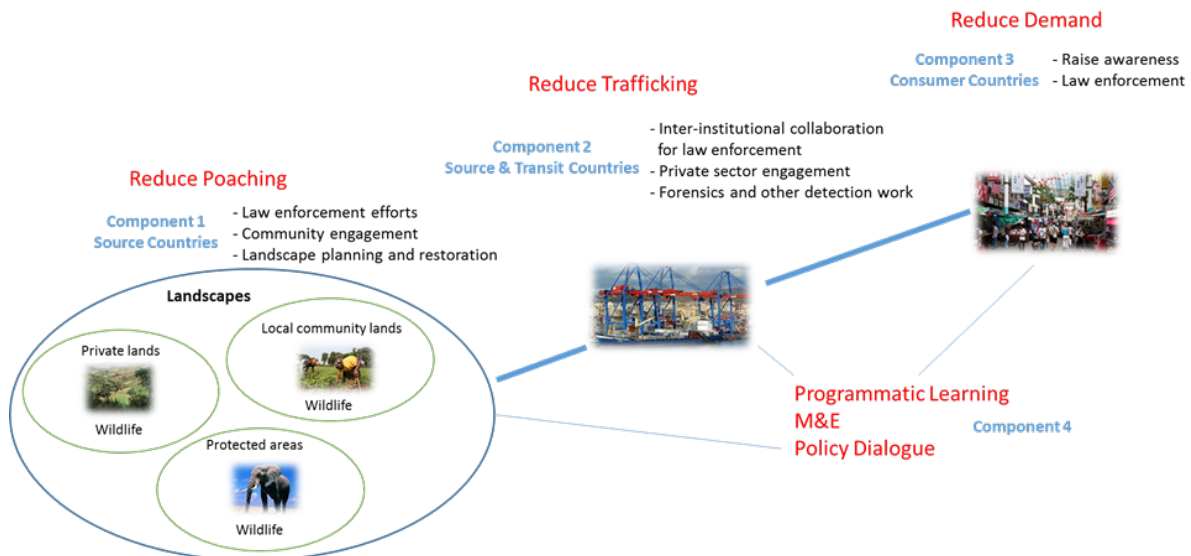 Reduce Demand
Component 3
Consumer Countries
- Raise awareness
- Law enforcement
Reduce Trafficking
Component 2
Source & Transit Countries
- Inter-institutional collaboration
for law enforcement
- Private sector engagement
- Forensics and other detection work
Reduce Poaching
Component 1
Source Countries
- Law enforcement efforts
- Community engagement
- Landscape planning and restoration
Landscapes
Local community lands
Wildlife
Private lands
Wildlife
Protected areas
Wildlife
Programmatic Learning
M&E
Policy Dialogue
Component 4